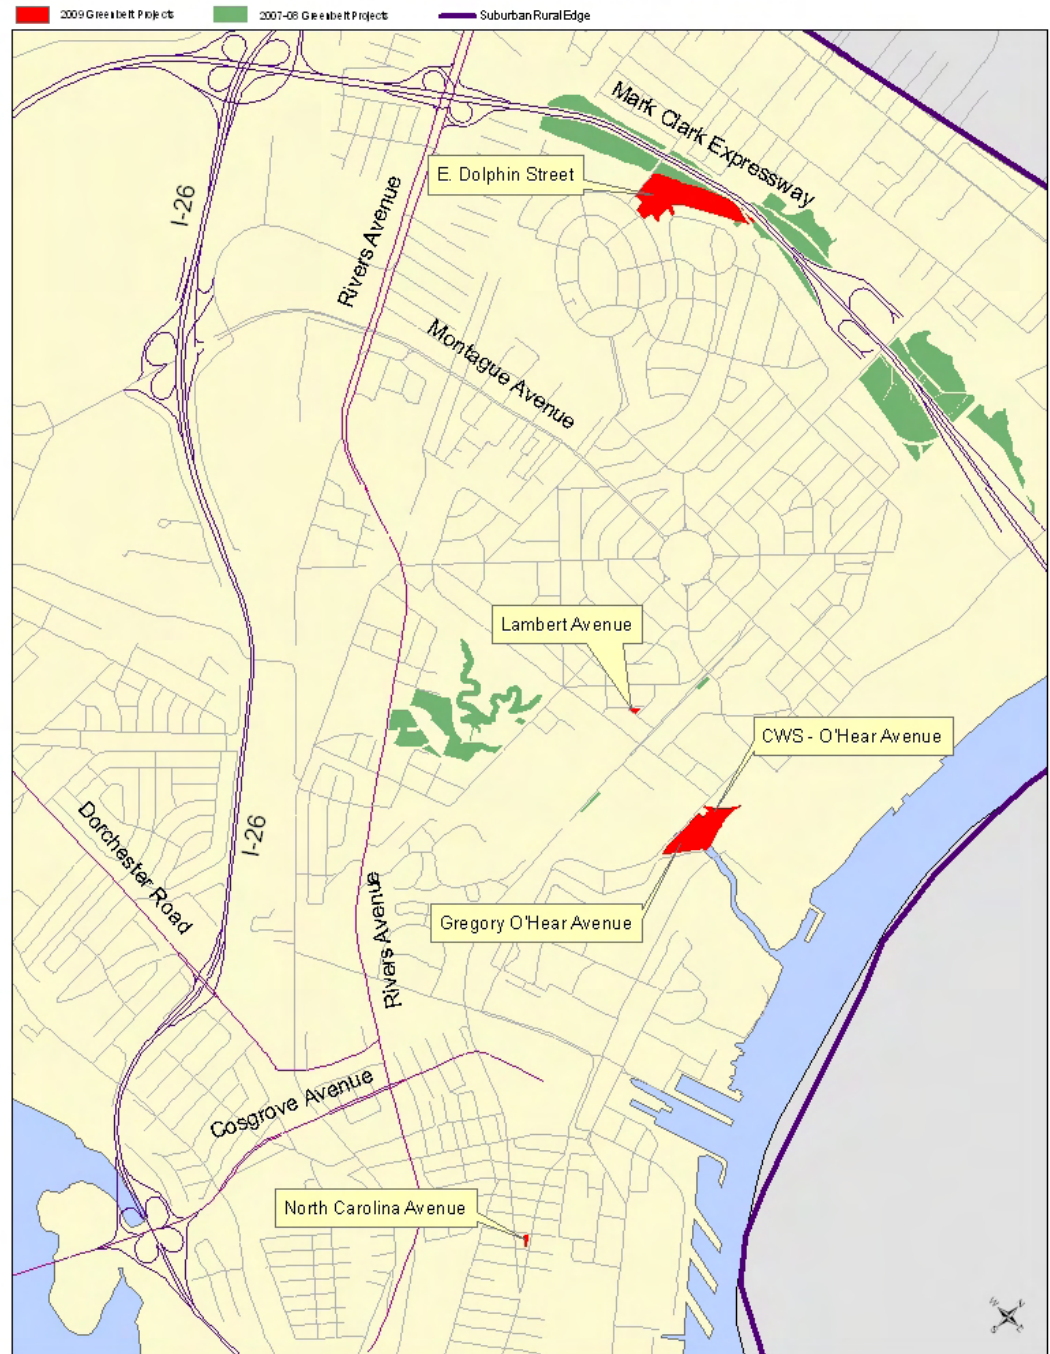 2009 Greenbelt Projects
2007-08 Greenbelt Projects
Suburban Rural Edge
Mark Clark Expressway
E. Dolphin Street
I-26
Rivers Avenue
Montague Avenue
Lambert Avenue
CWS - O'Hear Avenue
I-26
Dorchester Road
Rivers Avenue
Gregory O'Hear Avenue
Cosgrove Avenue
North Carolina Avenue
W
N
S
E